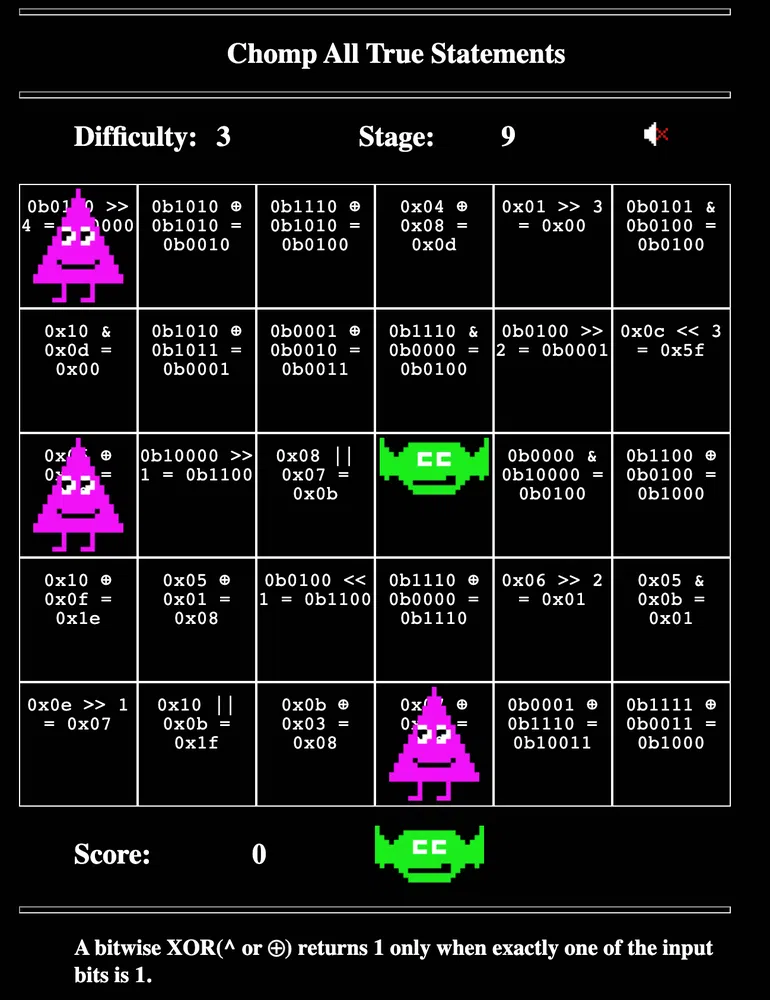 Chomp All True Statements
Difficulty: 3 Stage: 9
0b1010 ⊕
0b1010 =
0b0010
0b1110 ⊕
0b1010 =
0b0100
0x04 ⊕
0x08 =
0x0d
0x01 >> 3
= 0x00
0b0101 &
0b0100 =
0b0100
0x10 &
0x0d =
0x00
0b1010 ⊕
0b1011 =
0b0001
0b0001 ⊕
0b0010 =
0b0011
0b1110 &
0b0000 =
0b0100
0b0100 >>
2 = 0b0001
0x0c << 3
= 0x5f
⊕
=
0b10000 >>
1 = 0b1100
0x08 ||
0x07 =
0x0b
0b0000 &
0b10000 =
0b0100
0b1100 ⊕
0b0100 =
0b1000
0x10 ⊕
0x0f =
0x1e
0x05 ⊕
0x01 =
0x08
0b0100 <<
1 = 0b1100
0b1110 ⊕
0b0000 =
0b1110
0x06 >> 2
= 0x01
0x05 &
0x0b =
0x01
0x0e >> 1
= 0x07
0x10 ||
0x0b =
0x1f
0x0b ⊕
0x03 =
0x08
⊕
=
0b0001 ⊕
0b1110 =
0b10011
0b1111 ⊕
0b0011 =
0b1000
Score: 0
A bitwise XOR(^ or ⊕) returns 1 only when exactly one of the input
bits is 1.